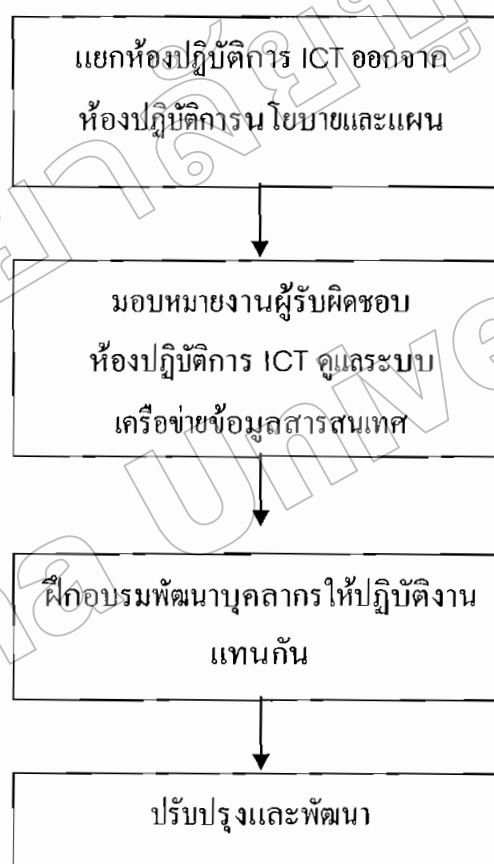 แยกห้องปฏิบัติการ ICT ออกจาก
ห้องปฏิบัติการนโยบายและแผน
มอบหมายงานผู้รับผิดชอบ
ห้องปฏิบัติการ ICT ดูแลระบบ
เครือข่ายข้อมูลสารสนเทศ
ฝึกอบรมพัฒนาบุคลากรให้ปฏิบัติงาน
แทนกัน
ปรับปรุงและพัฒนา